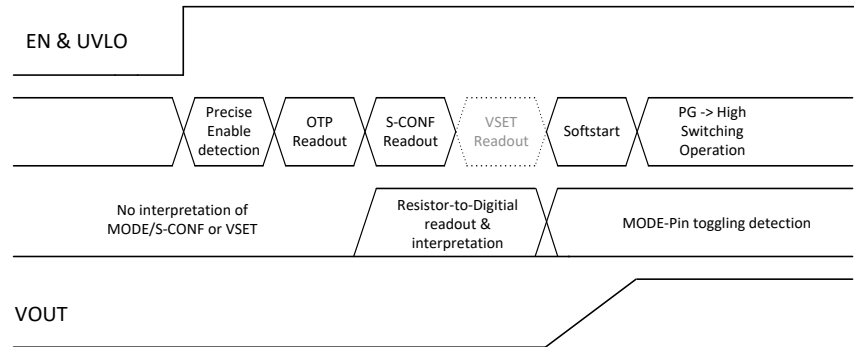 EN & UVLO
Precise
Enable
detection
OTP
Readout
S-CONF
Readout
VSET
Readout
Softstart
PG -> High
Switching
Operation
No interpretation of
MODE/S-CONF or VSET
Resistor-to-Digitial
readout &
interpretation
MODE-Pin toggling detection
VOUT